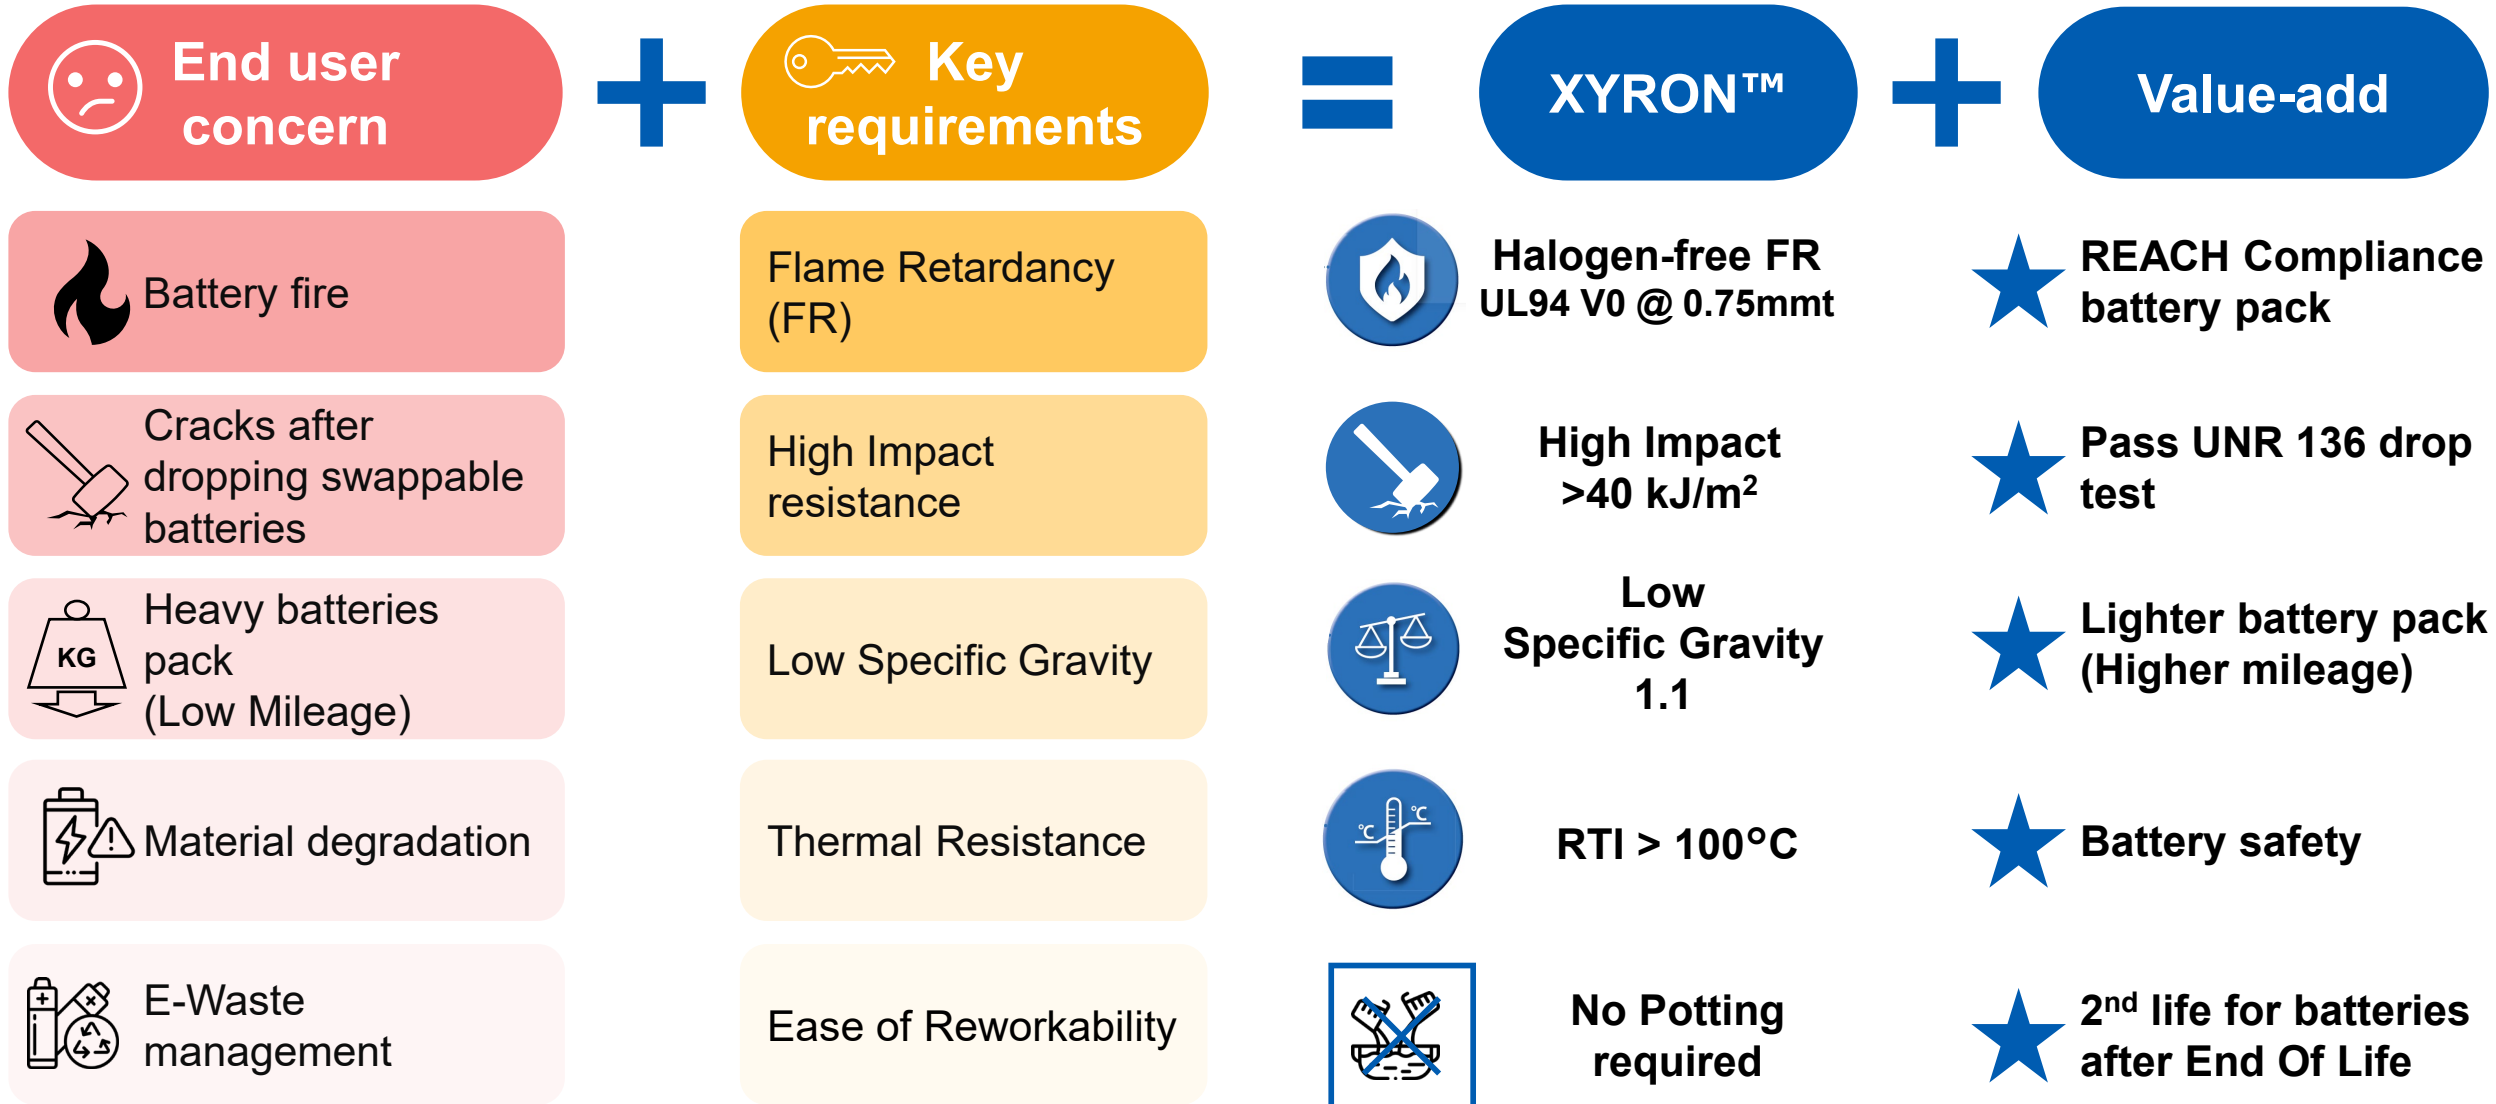 End user
concern
Key
requirements
XYRON™
Value-add
Battery fire
Flame Retardancy
(FR)
Halogen-free FR
UL94 V0 @ 0.75mmt
REACH Compliance
battery pack
Cracks after
dropping swappable
batteries
High Impact
resistance
High Impact
>40 kJ/m²
Pass UNR 136 drop
test
KG
Heavy batteries
pack
(Low Mileage)
Low Specific Gravity
Low
Specific Gravity
1.1
Lighter battery pack
(Higher mileage)
Material degradation
Thermal Resistance
°C
°C
RTI > 100°C
Battery safety
E-Waste
management
Ease of Reworkability
No Potting
required
2nd life for batteries
after End Of Life